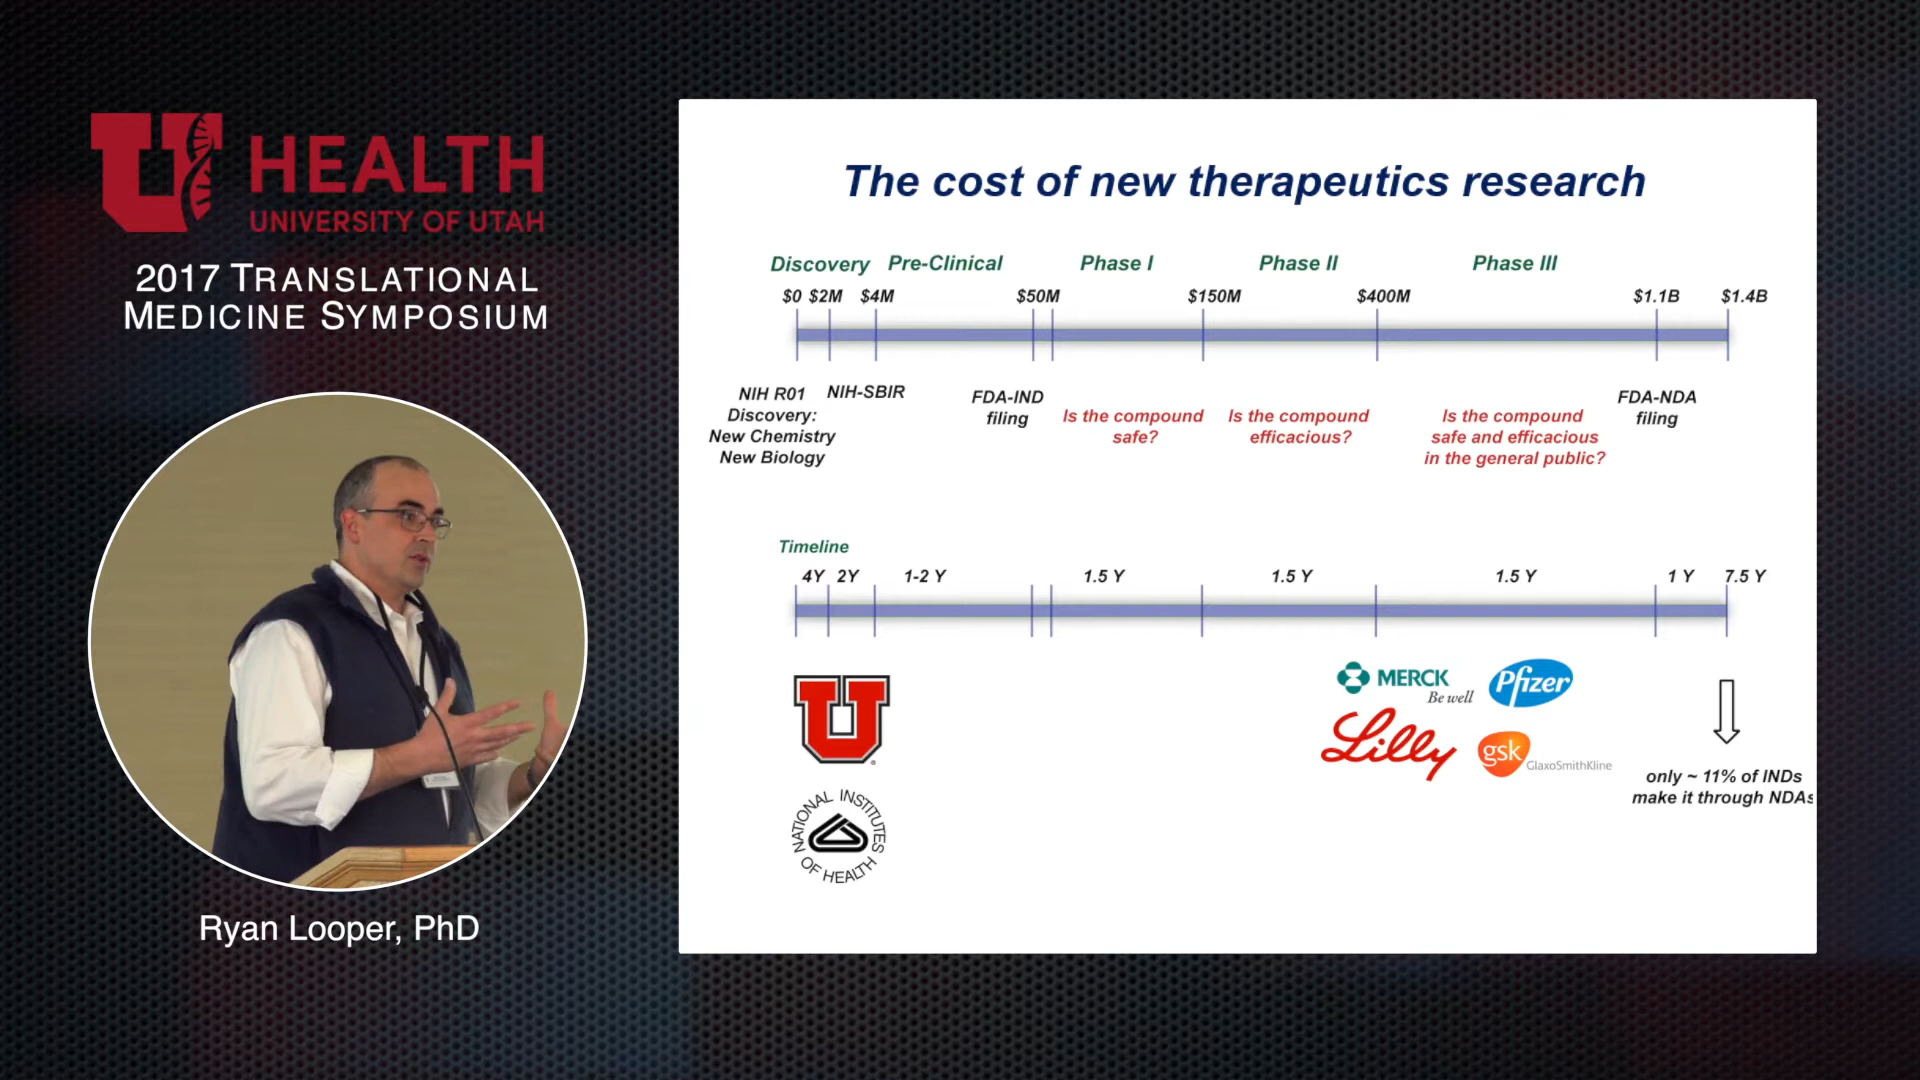 HEALTH
UNIVERSITY OF UTAH
2017 TRANSLATIONAL
MEDICINE SYMPOSIUM
Ryan Looper, PhD
The cost of new therapeutics research
Discovery Pre-Clinical Phase I Phase II Phase III
$0 $2M $4M $50M $150M $400M $1.1B $1.4B
NIH R01
Discovery:
New Chemistry
New Biology
NIH-SBIR
FDA-IND
filing
Is the compound
safe?
Is the compound
efficacious?
Is the compound
safe and efficacious
in the general public?
FDA-NDA
filing
Timeline
4Y 2Y 1-2 Y 1.5 Y 1.5 Y 1.5 Y 1 Y 7.5 Y
U
NATIONAL INSTITUTES
OF HEALTH
MERCK
Be well
Pfizer
Lilly
gsk
GlaxoSmithKline
only ~ 11% of INDs
make it through NDAs